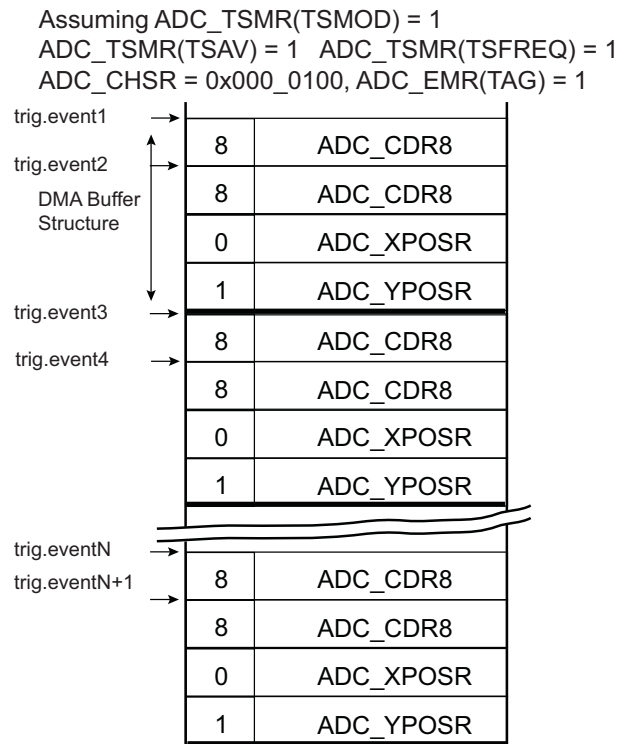 Assuming ADC_TSMR(TSMOD) = 1
ADC_TSMR(TSAV) = 1 ADC_TSMR(TSFREQ) = 1
ADC_CHSR = 0x000_0100, ADC_EMR(TAG) = 1
trig.event1
8 ADC_CDR8
trig.event2
DMA Buffer
Structure
8 ADC_CDR8
0 ADC_XPOSR
1 ADC_YPOSR
trig.event3
8 ADC_CDR8
trig.event4
8 ADC_CDR8
0 ADC_XPOSR
1 ADC_YPOSR
trig.eventN
8 ADC_CDR8
trig.eventN+1
8 ADC_CDR8
0 ADC_XPOSR
1 ADC_YPOSR